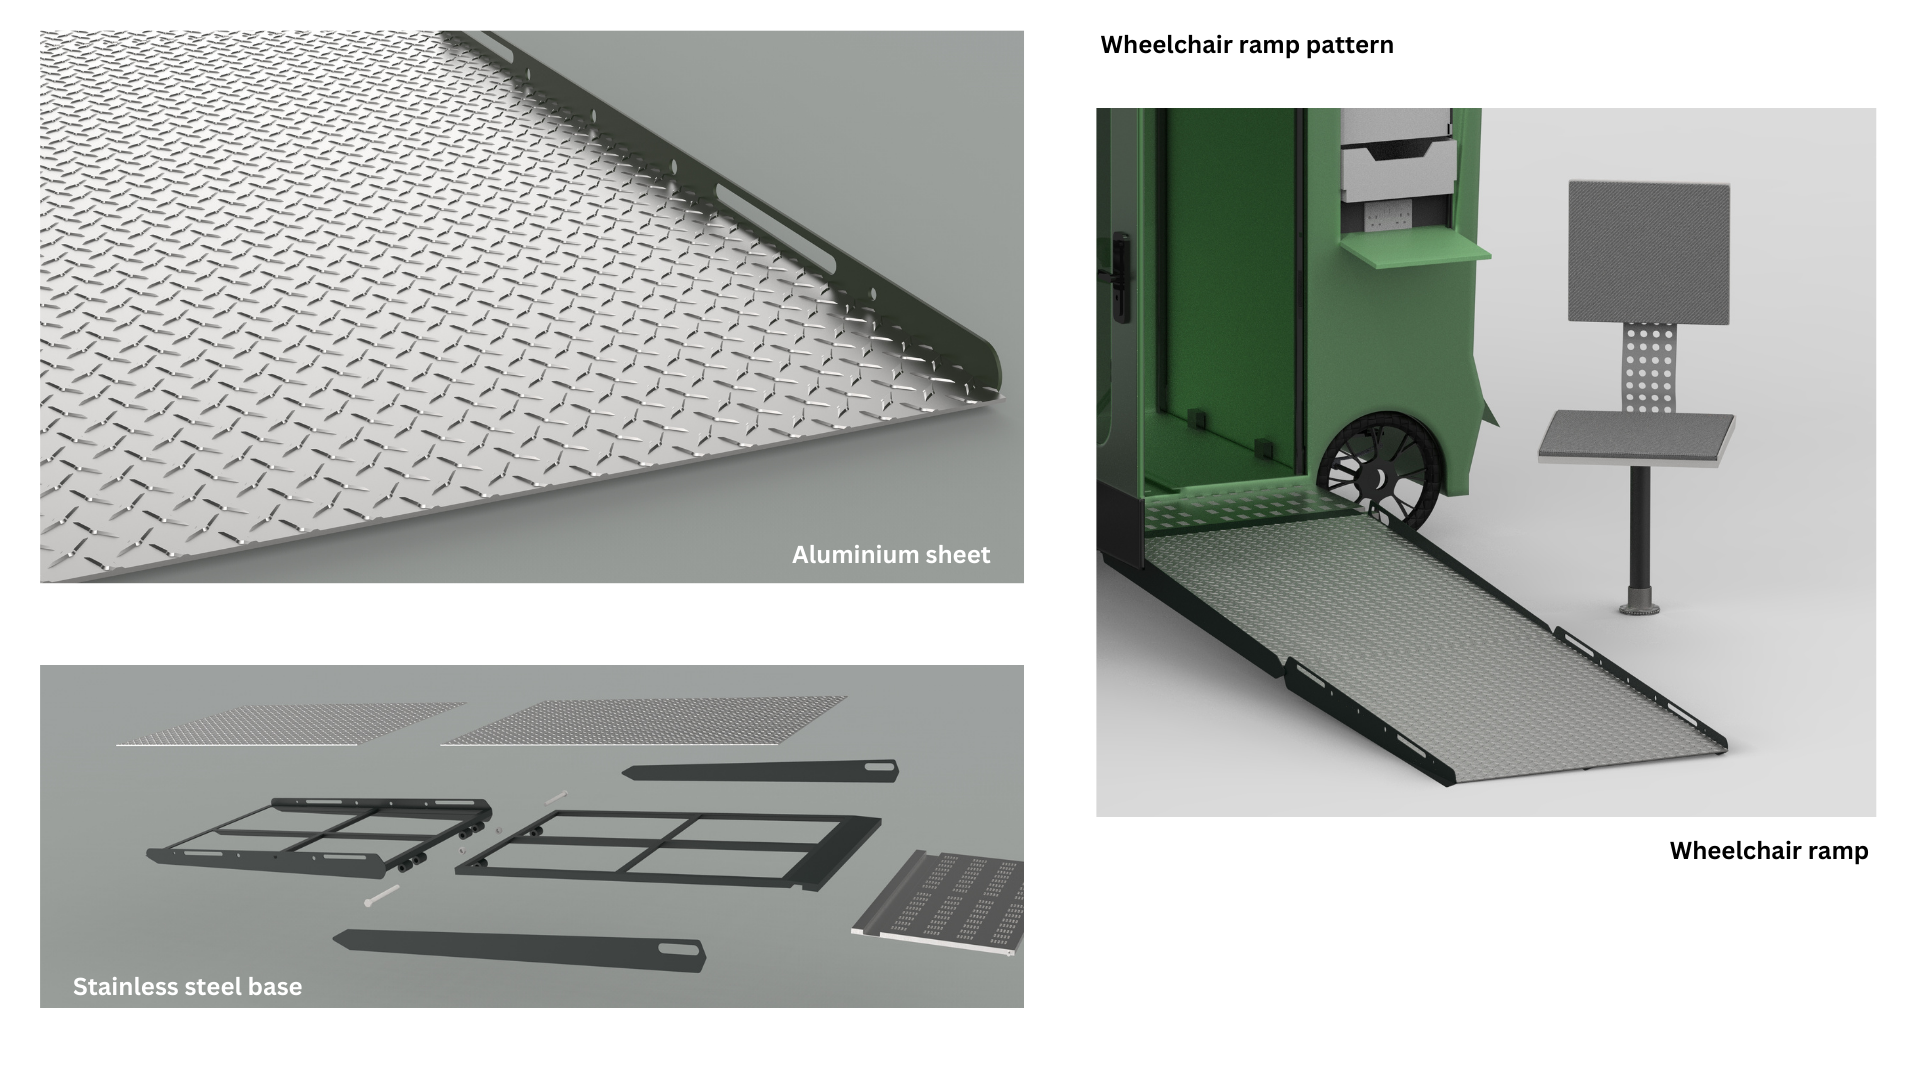 Wheelchair ramp pattern
Aluminium sheet
Wheelchair ramp
Stainless steel base